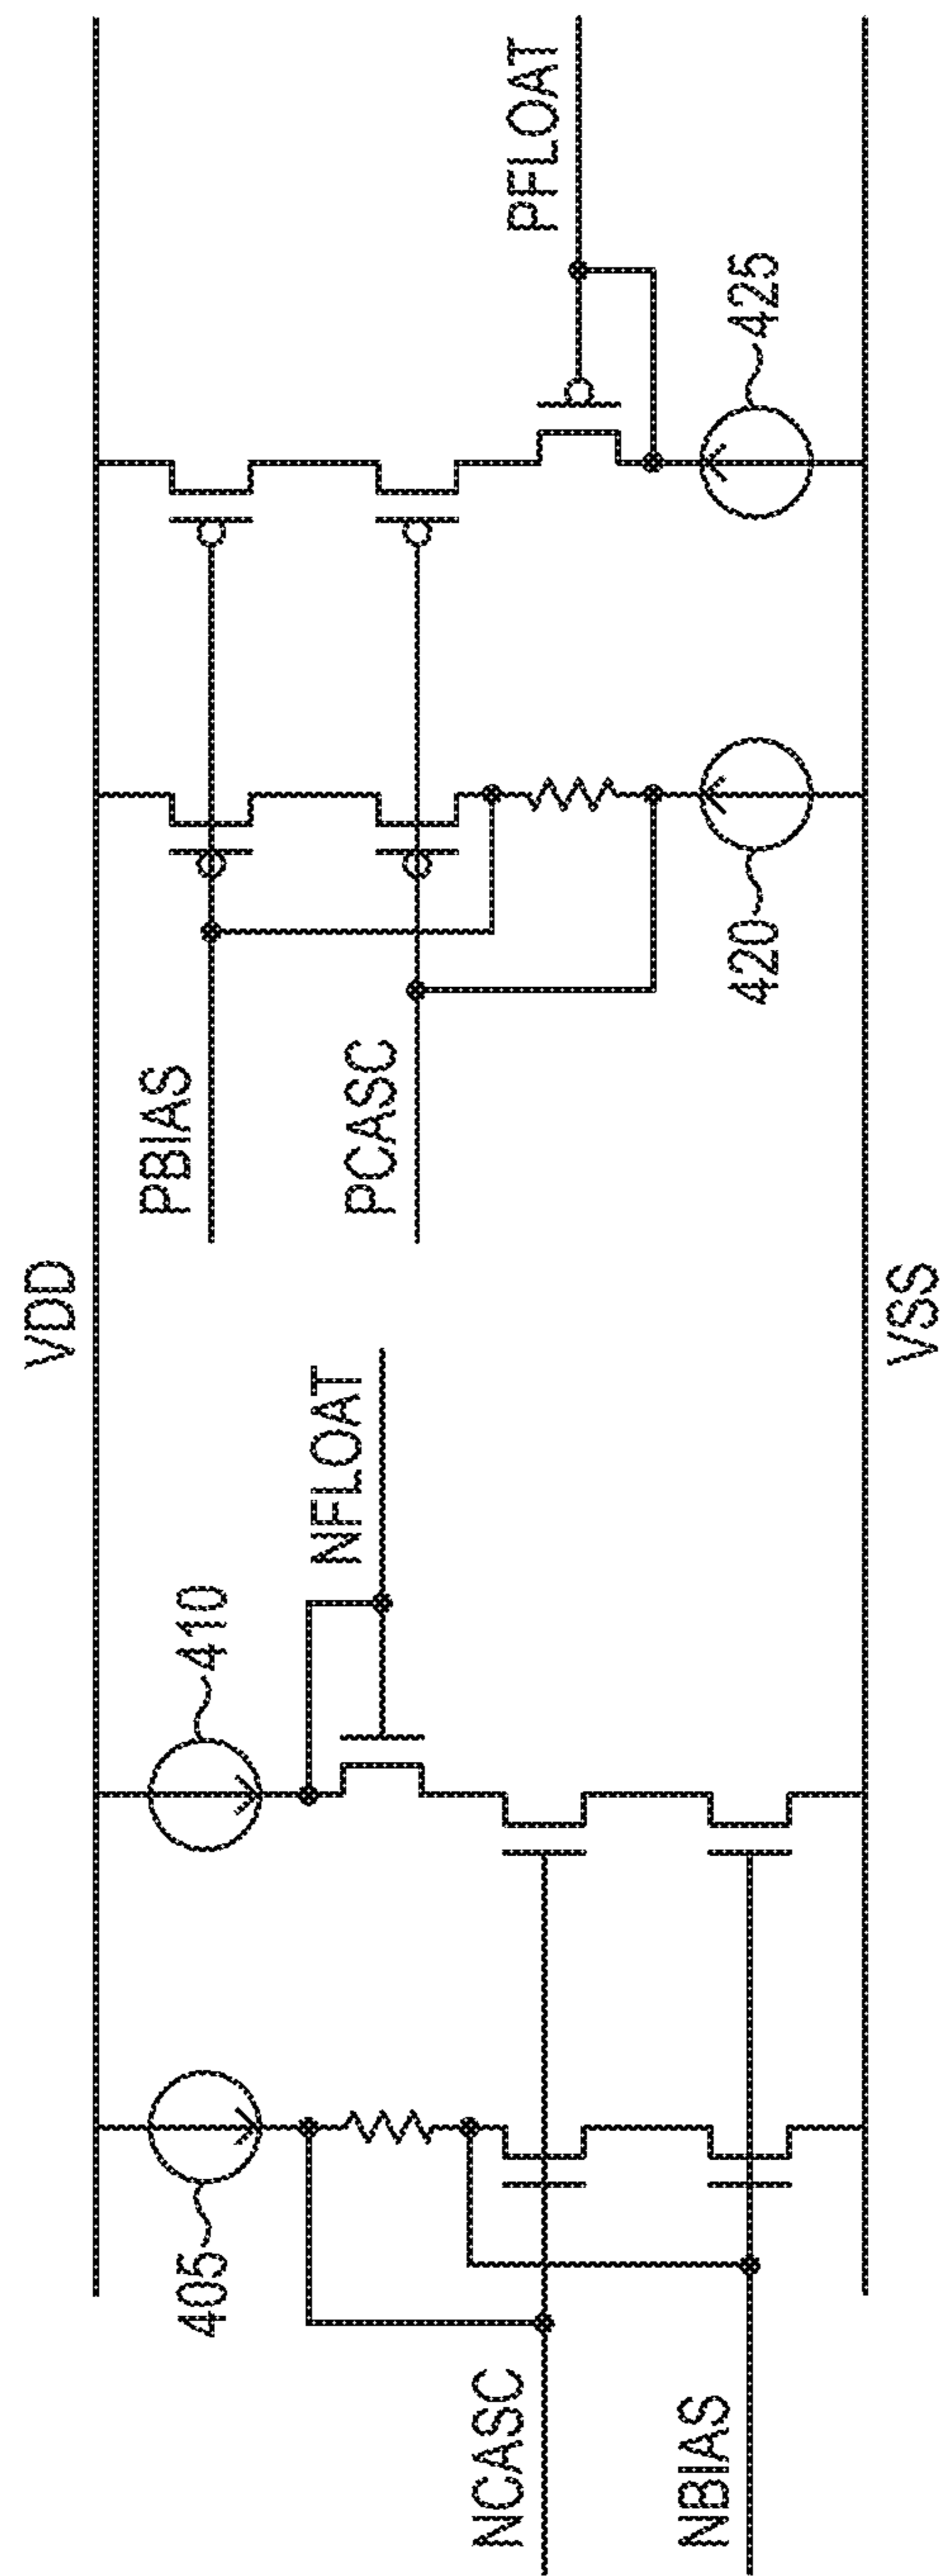 VDD
405
410
NFLOAT
NCASC
NBIAS
PBIAS
PCASC
PFLOAT
420
425
VSS